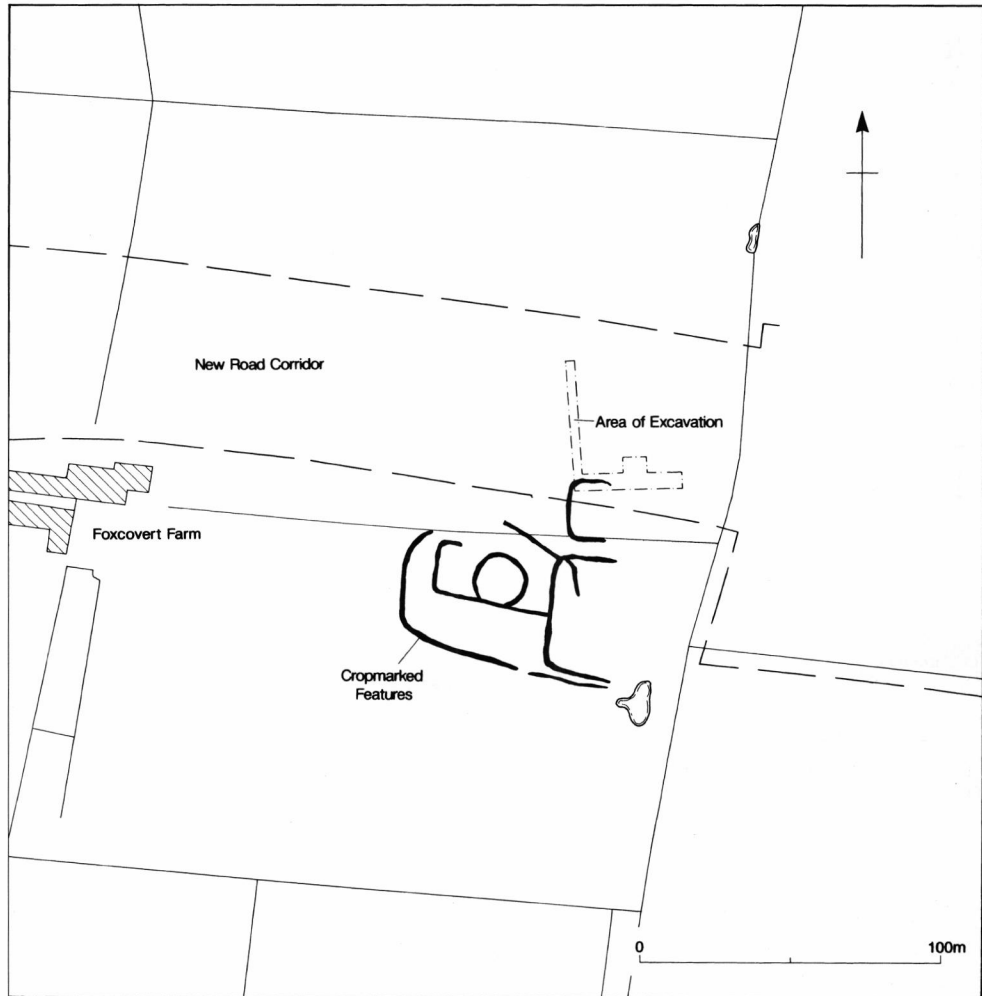 New Road Corridor
Area of Excavation
Foxcovert Farm
Cropmarked
Features
0 100m